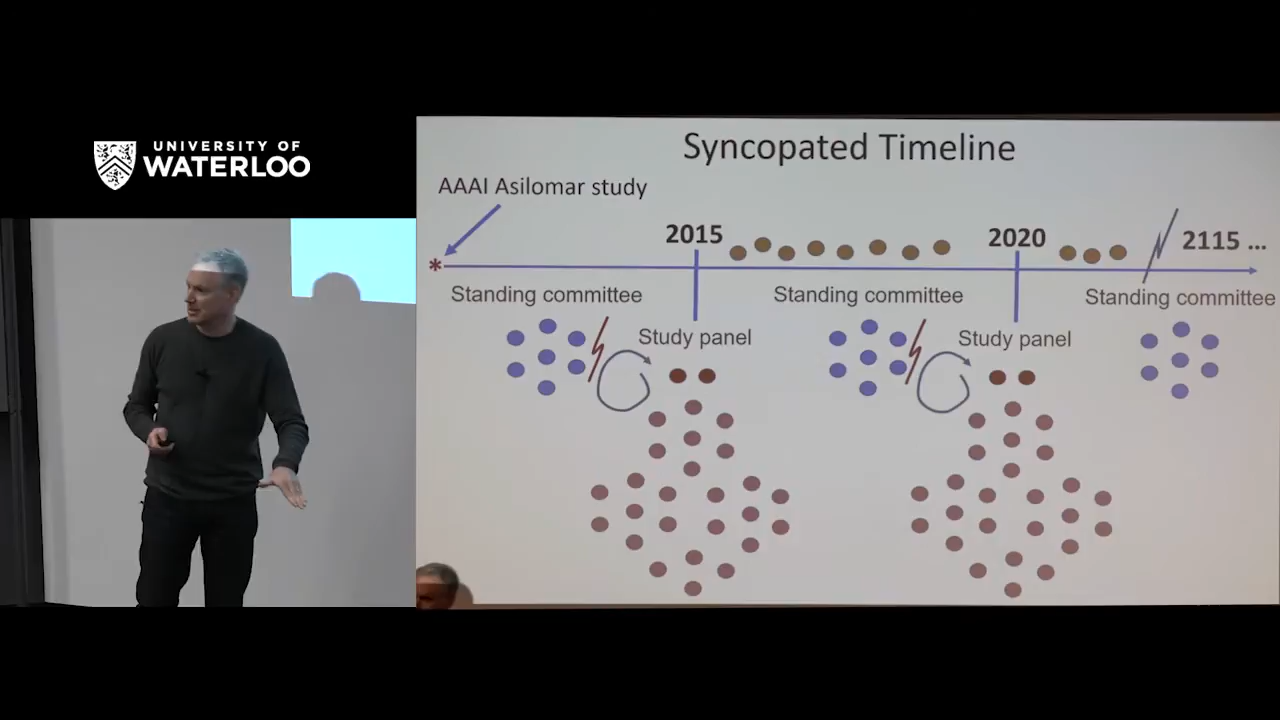 UNIVERSITY OF
WATERLOO
Syncopated Timeline
AAAI Asilomar study
2015
2020
2115 ...
*
Standing committee
Standing committee
Standing committee
Study panel
Study panel